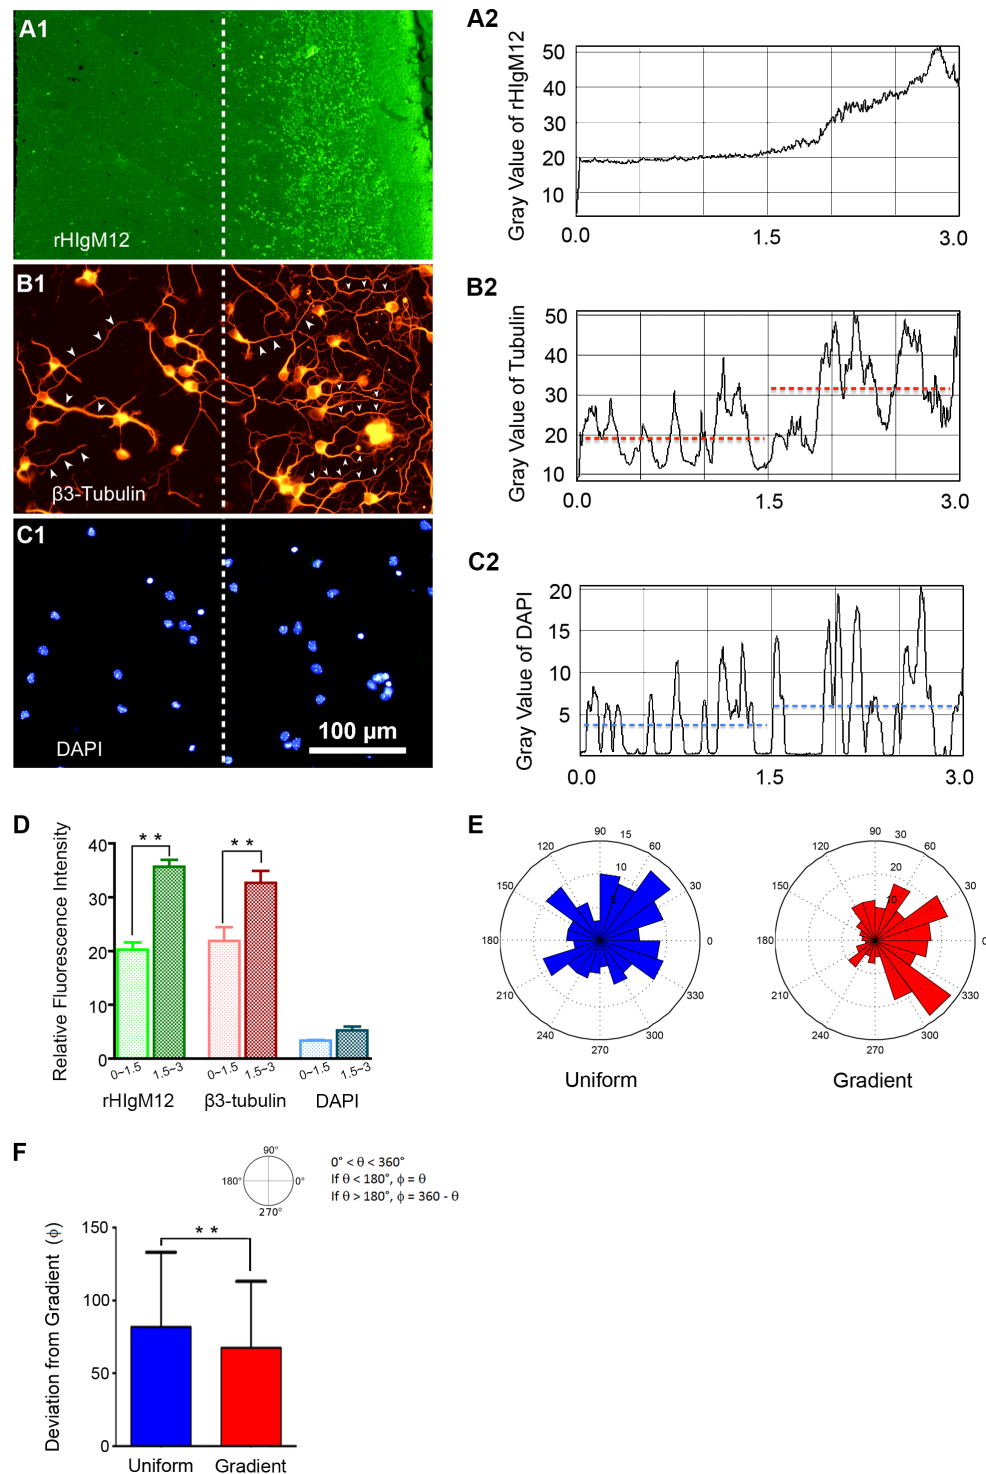 A1
rHIgM12
A2
Gray Value of rHIgM12
50
40
30
20
10
0.0 1.5 3.0
B1
β3-Tubulin
B2
Gray Value of Tubulin
50
40
30
20
10
0.0 1.5 3.0
C1
DAPI
100 µm
C2
Gray Value of DAPI
20
15
10
5
0.0 1.5 3.0
D
Relative Fluorescence Intensity
40
30
20
10
0
* * * *
0~1.5 1.5~3 0~1.5 1.5~3 0~1.5 1.5~3
rHIgM12 β3-tubulin DAPI
E
90 15
120 60
10
150 30
180 0
210 330
240 300
270
Uniform
90 30
120 60
20
150 10 30
180 0
210 330
240 300
270
Gradient
F
90°
180° 0°
270°
0° < θ < 360°
If θ < 180°, ϕ = θ
If θ > 180°, ϕ = 360 - θ
Deviation from Gradient (ϕ)
150
100
50
0
* *
Uniform Gradient